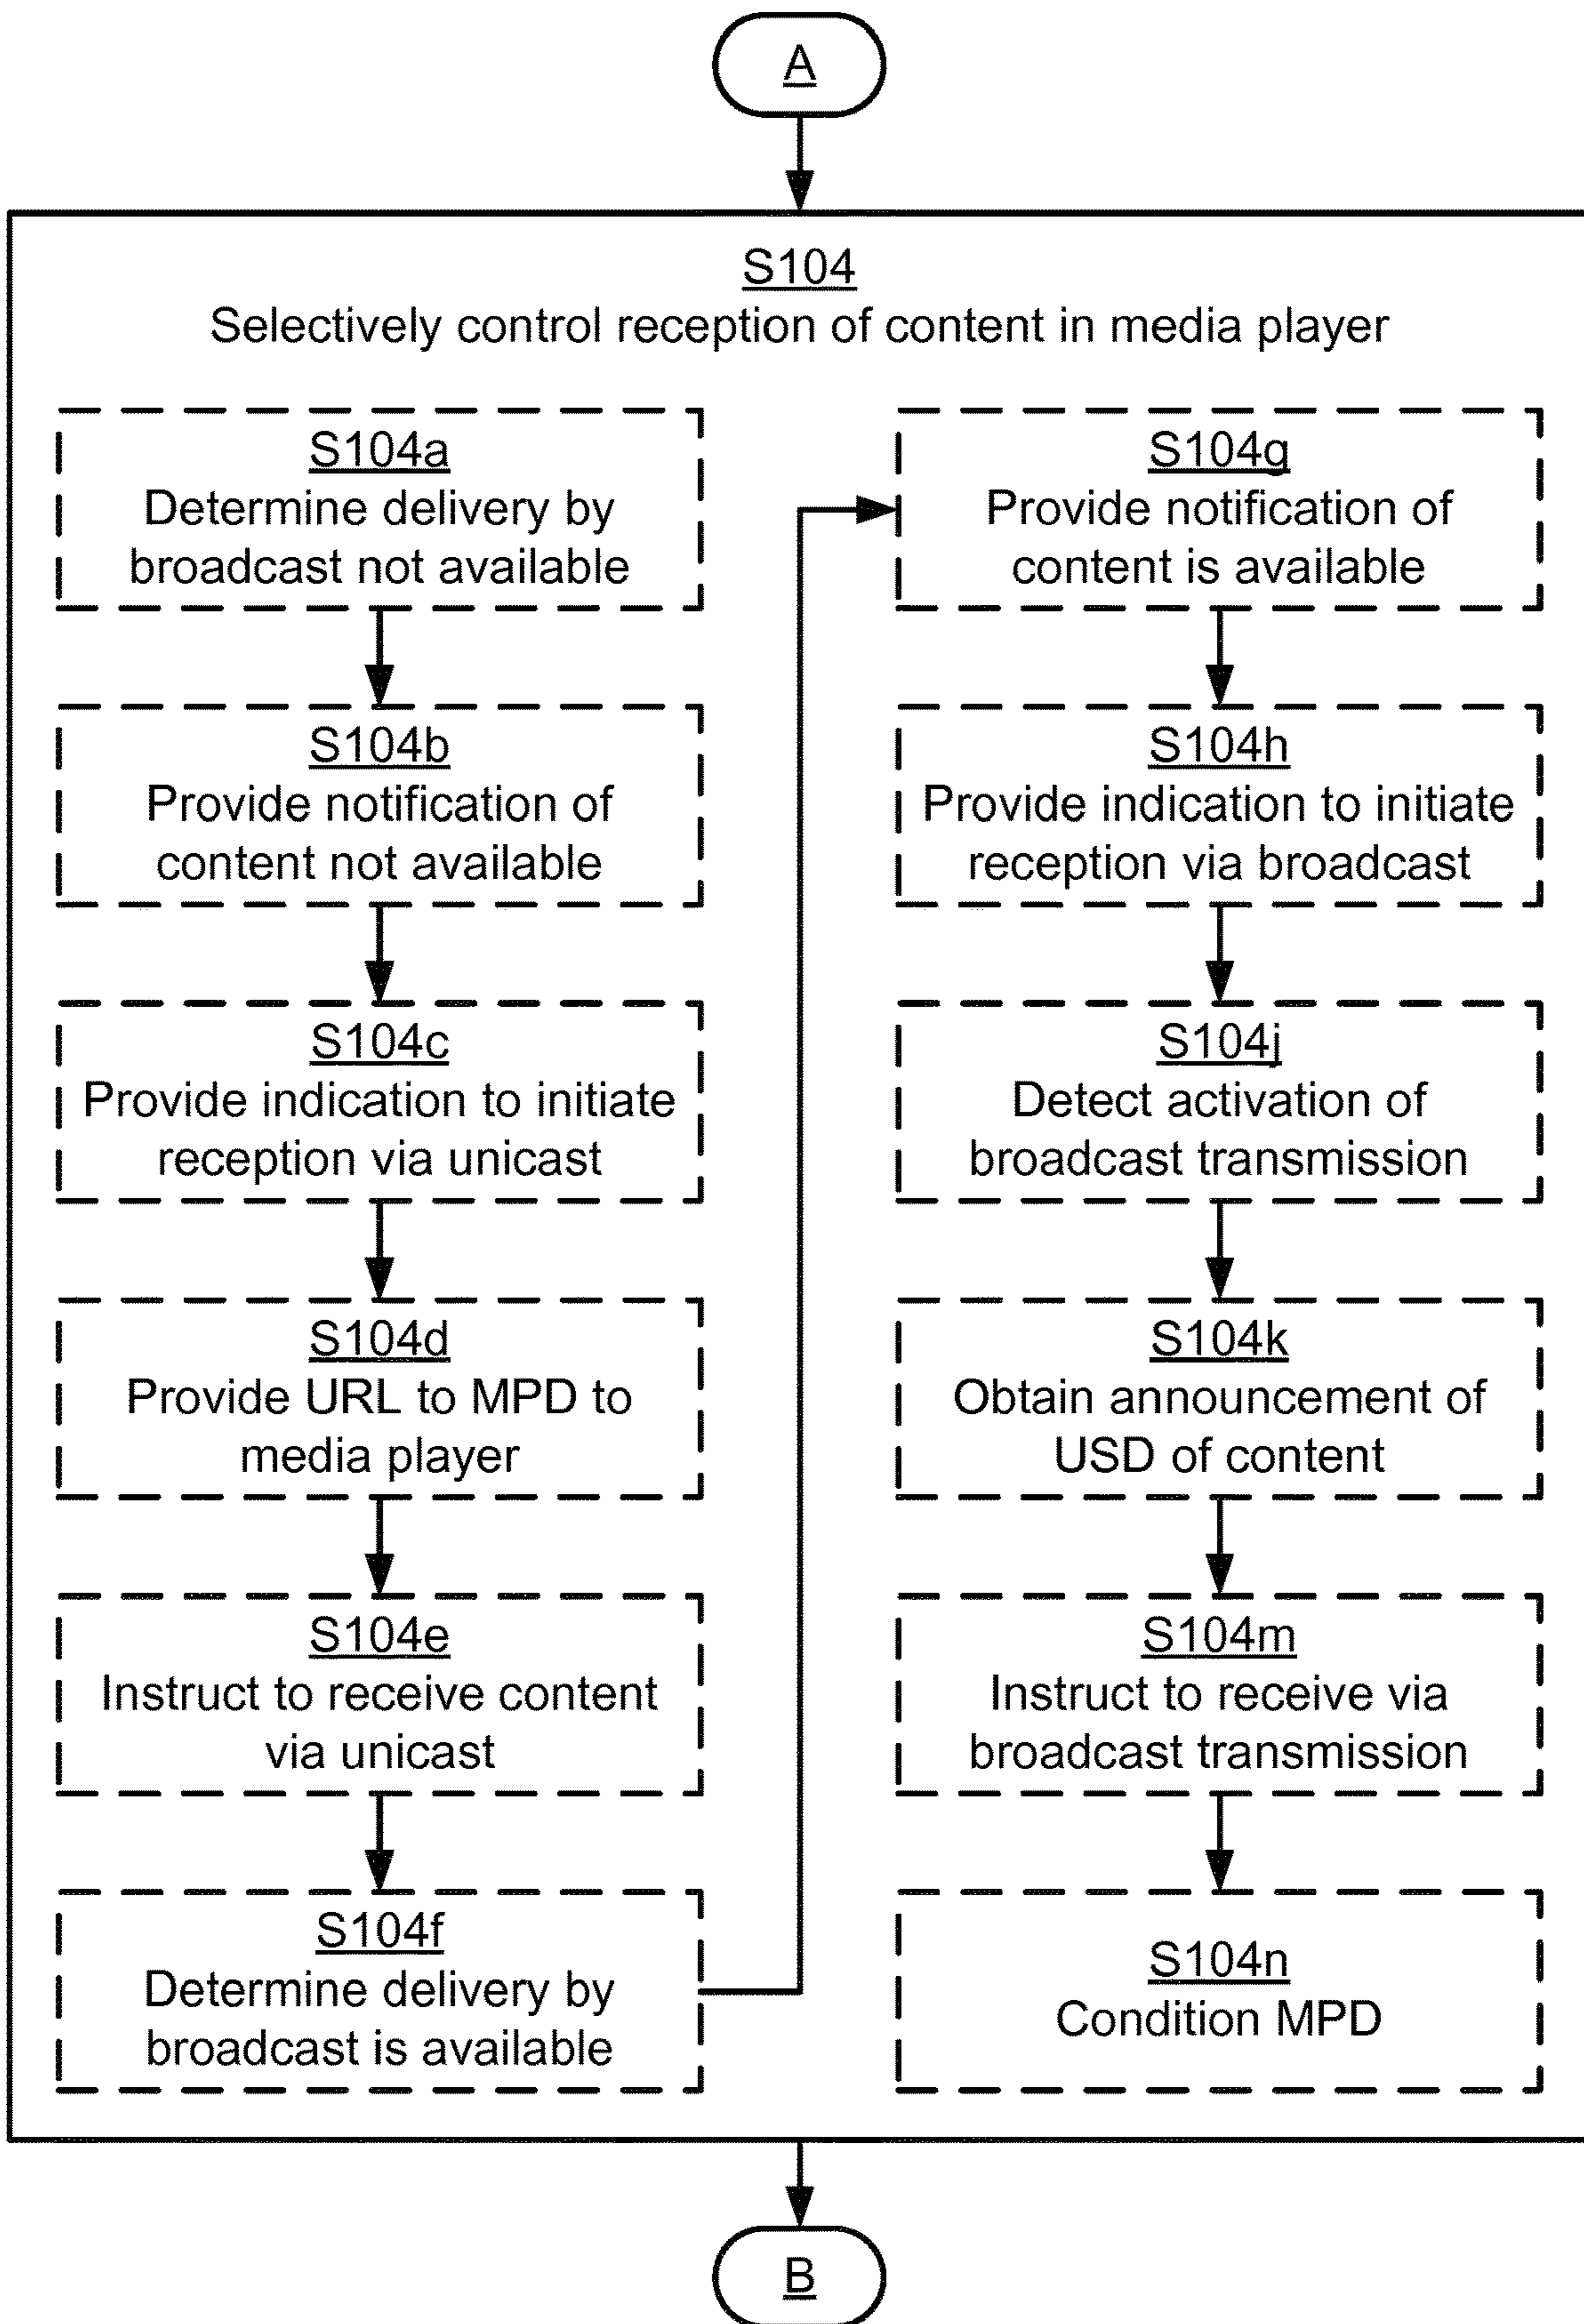 A
S104
Selectively control reception of content in media player
S104a
Determine delivery by
broadcast not available
S104b
Provide notification of
content not available
S104c
Provide indication to initiate
reception via unicast
S104d
Provide URL to MPD to
media player
S104e
Instruct to receive content
via unicast
S104f
Determine delivery by
broadcast is available
S104g
Provide notification of
content is available
S104h
Provide indication to initiate
reception via broadcast
S104j
Detect activation of
broadcast transmission
S104k
Obtain announcement of
USD of content
S104m
Instruct to receive via
broadcast transmission
S104n
Condition MPD
B